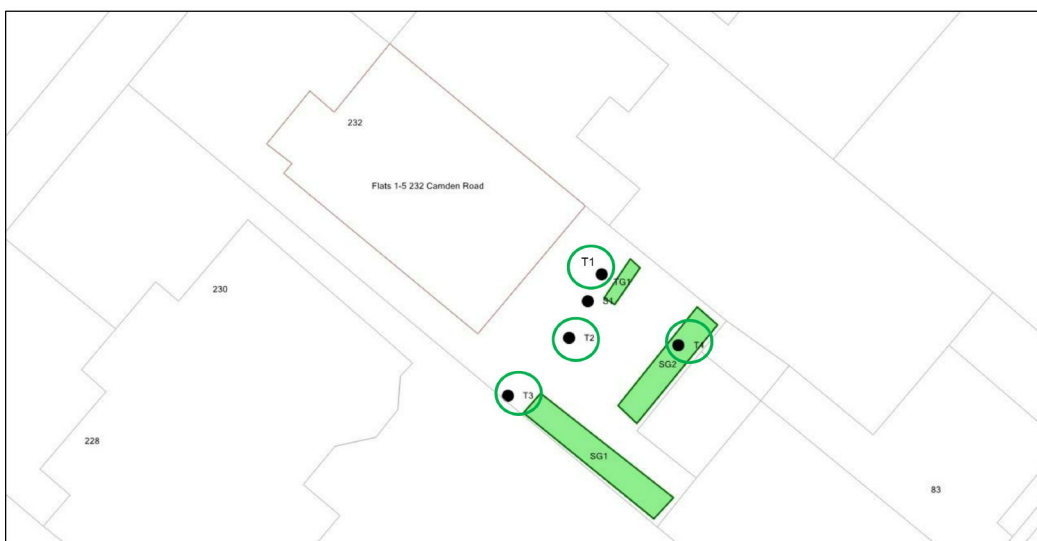 232
Flats 1-5 232 Camden Road
T1
TG1
S1
230
T2
T4
SG2
T3
228
SG1
83